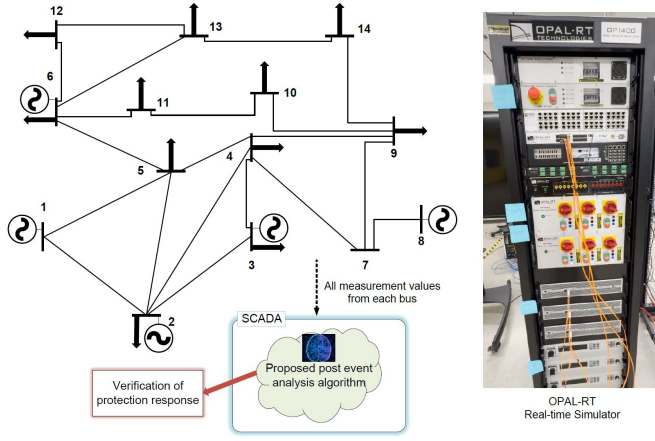 12
13
14
6
11
10
5
4
9
1
3
7
8
2
All measurement values
from each bus
SCADA
Proposed post event
analysis algorithm
Verification of
protection response
OPAL-RT
TECHNOLOGIES
OP1400
OPAL-RT
Real-time Simulator